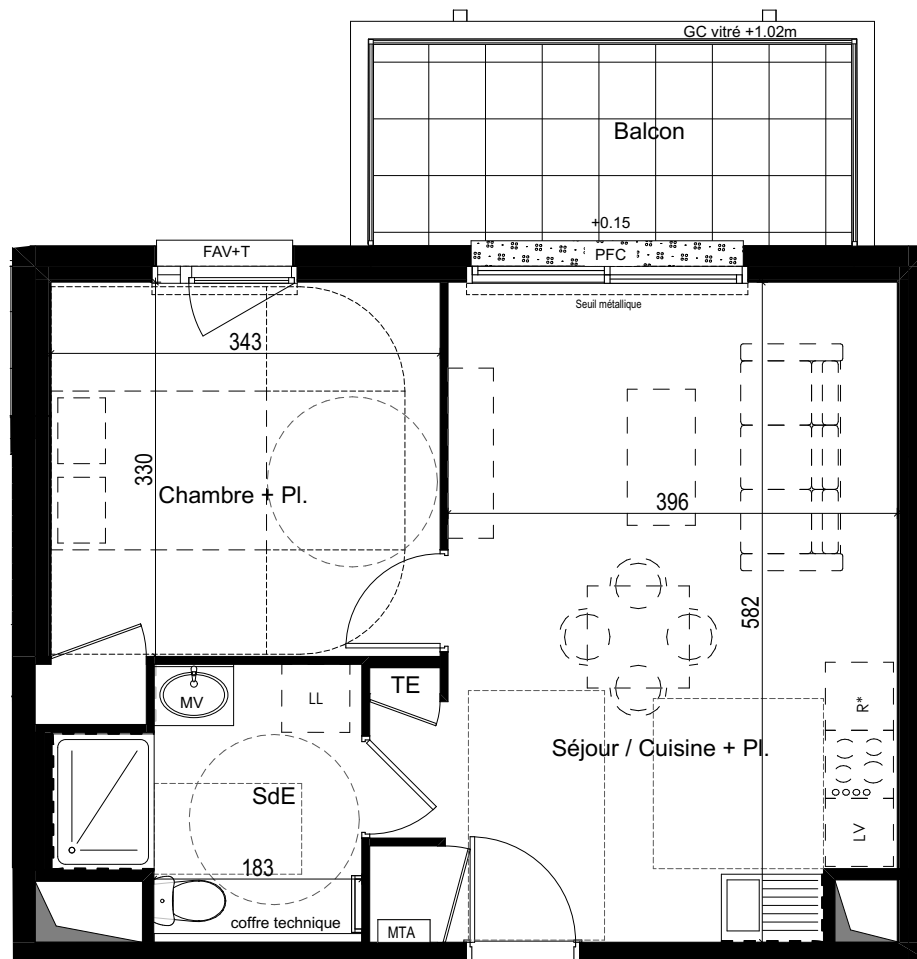 GC vitré +1.02m
Balcon
+0.15
FAV+T
PFC
Seuil métallique
343
330
Chambre + Pl.
396
582
TE
MV
LL
R*
Séjour / Cuisine + Pl.
SdE
LV
183
coffre technique
MTA